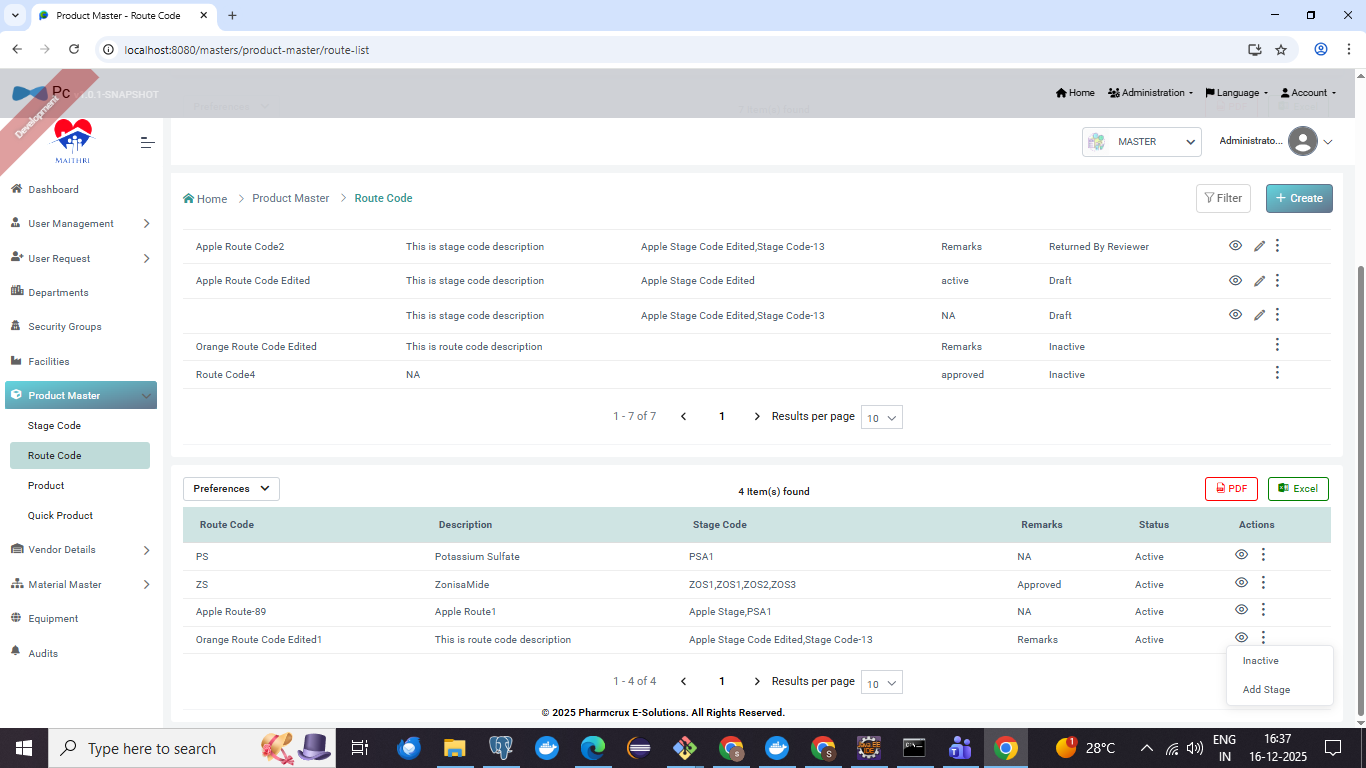 Product Master - Route Code
localhost:8080/masters/product-master/route-list
Development
Pc
.0.1-SNAPSHOT
Home
Administration
Language
Account
Preferences
MAITHRI
MASTER
Administrato...
Dashboard
User Management
User Request
Departments
Security Groups
Facilities
Product Master
Stage Code
Route Code
Product
Quick Product
Vendor Details
Material Master
Equipment
Audits
Home > Product Master > Route Code
Filter
+ Create
Apple Route Code2 This is stage code description Apple Stage Code Edited,Stage Code-13 Remarks Returned By Reviewer
Apple Route Code Edited This is stage code description Apple Stage Code Edited active Draft
This is stage code description Apple Stage Code Edited,Stage Code-13 NA Draft
Orange Route Code Edited This is route code description Remarks Inactive
Route Code4 NA approved Inactive
1 - 7 of 7 1 Results per page 10
Preferences
4 Item(s) found
PDF
Excel
Route Code Description Stage Code Remarks Status Actions
PS Potassium Sulfate PSA1 NA Active
ZS ZonisaMide ZOS1,ZOS1,ZOS2,ZOS3 Approved Active
Apple Route-89 Apple Route1 Apple Stage,PSA1 NA Active
Orange Route Code Edited1 This is route code description Apple Stage Code Edited,Stage Code-13 Remarks Active
Inactive
Add Stage
1 - 4 of 4 1 Results per page 10
© 2025 Pharmcrux E-Solutions. All Rights Reserved.
Type here to search
28°C
ENG
IN
16:37
16-12-2025